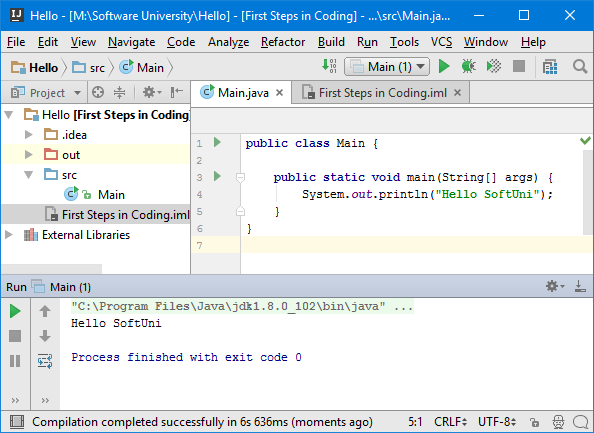 Hello - [M:\Software University\Hello] - [First Steps in Coding] - ...\src\Main.ja...
File Edit View Navigate Code Analyze Refactor Build Run Tools VCS Window Help
Hello src Main Main (1)
Project
Main.java First Steps in Coding.iml
Hello [First Steps in Coding]
.idea
out
src
Main
First Steps in Coding.iml
External Libraries
1 public class Main {
2
3 public static void main(String[] args) {
4 System.out.println("Hello SoftUni");
5 }
6 }
7
Run Main (1)
"C:\Program Files\Java\jdk1.8.0_102\bin\java" ...
Hello SoftUni
Process finished with exit code 0
Compilation completed successfully in 6s 636ms (moments ago) 5:1 CRLF UTF-8